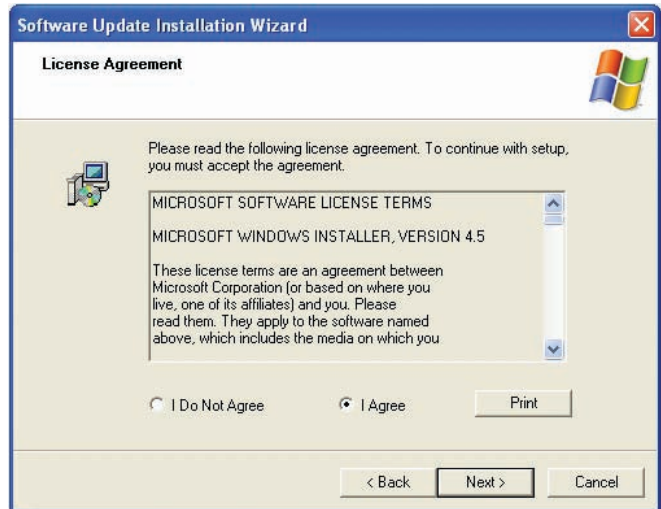 Software Update Installation Wizard
License Agreement
Please read the following license agreement. To continue with setup,
you must accept the agreement.
MICROSOFT SOFTWARE LICENSE TERMS
MICROSOFT WINDOWS INSTALLER, VERSION 4.5
These license terms are an agreement between
Microsoft Corporation (or based on where you
live, one of its affiliates) and you. Please
read them. They apply to the software named
above, which includes the media on which you
I Do Not Agree
I Agree
Print
< Back
Next >
Cancel